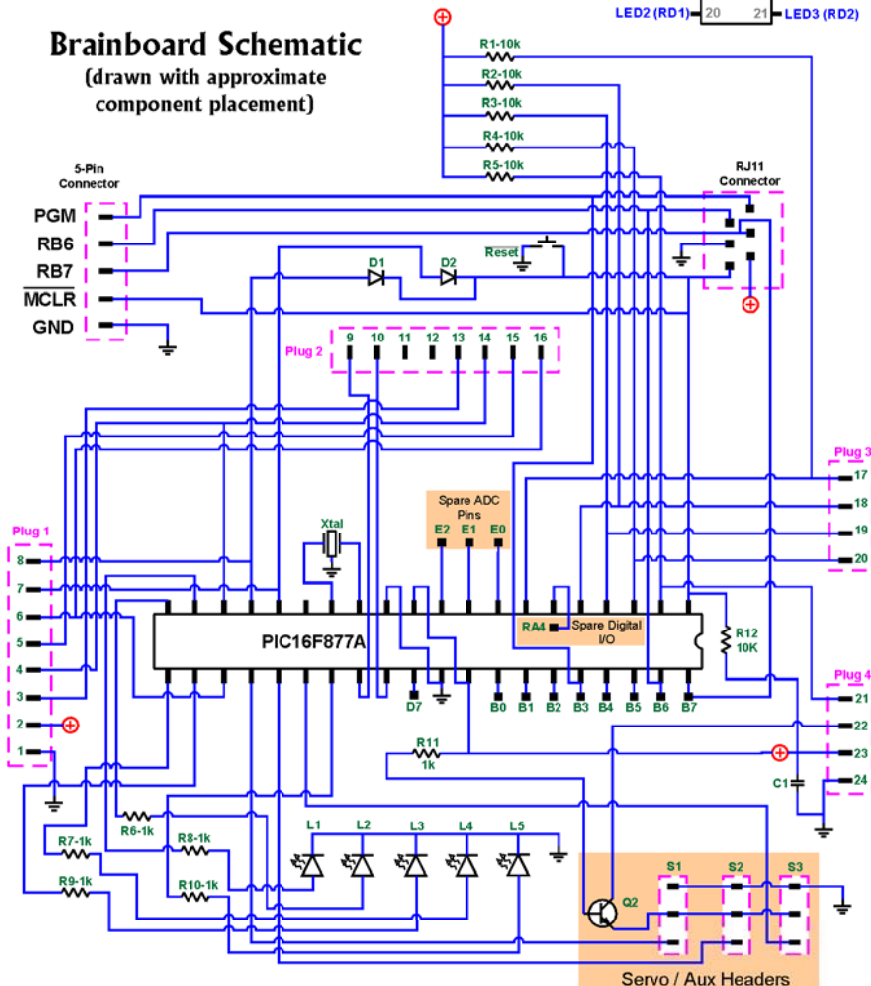 LED2 (RD1) 20 21 LED3 (RD2)
Brainboard Schematic
(drawn with approximate
component placement)
R1-10k
R2-10k
R3-10k
R4-10k
R5-10k
5-Pin
Connector
RJ11
Connector
PGM
RB6
RB7
MCLR
GND
D1
D2
Reset
Plug 2
9 10 11 12 13 14 15 16
Plug 3
17
18
19
20
Spare ADC
Pins
E2 E1 E0
Xtal
Plug 1
8
7
6
5
4
3
2
1
PIC16F877A
RA4
Spare Digital
I/O
R12
10K
D7
B0 B1 B2 B3 B4 B5 B6 B7
Plug 4
21
22
23
24
R11
1k
C1
R6-1k
R7-1k
R8-1k
R9-1k
R10-1k
L1 L2 L3 L4 L5
S1 S2 S3
Q2
Servo / Aux Headers